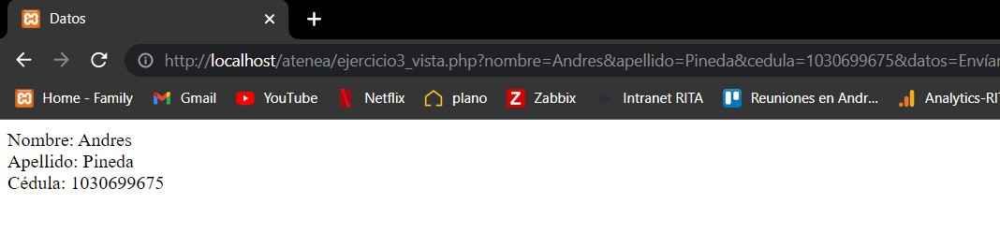 Datos
http://localhost/atenea/ejercicio3_vista.php?nombre=Andres&apellido=Pineda&cedula=1030699675&datos=Envíar
Home - Family Gmail YouTube Netflix plano Zabbix Intranet RITA Reuniones en Andr... Analytics-RI
Nombre: Andres
Apellido: Pineda
Cédula: 1030699675